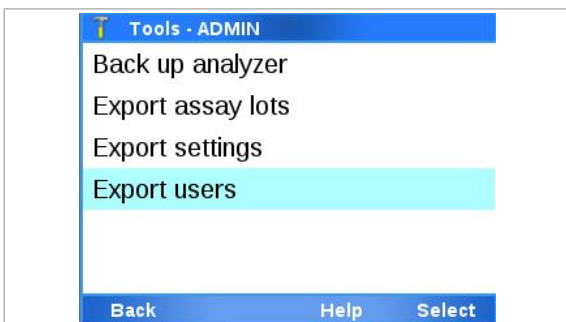 Tools - ADMIN
Back up analyzer
Export assay lots
Export settings
Export users
Back Help Select